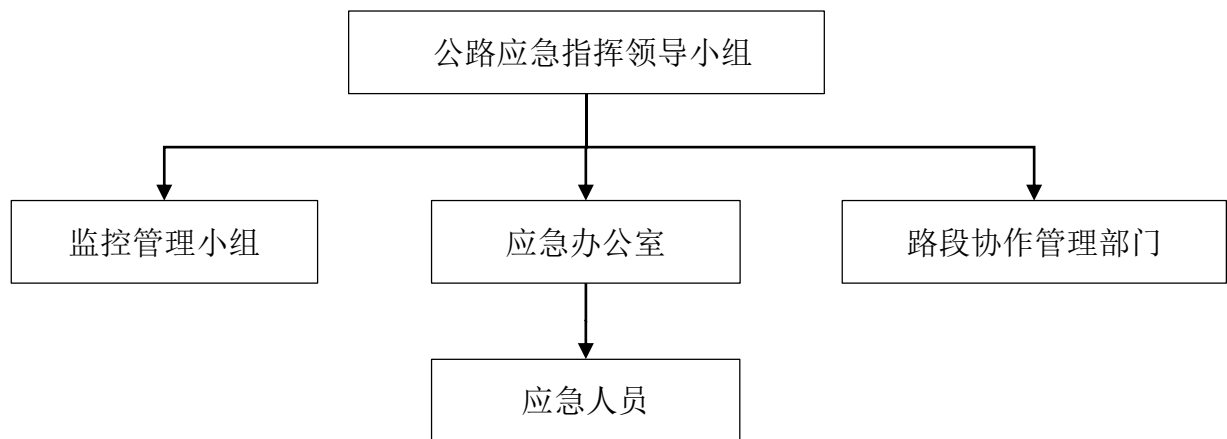 公路应急指挥领导小组
监控管理小组
应急办公室
路段协作管理部门
应急人员